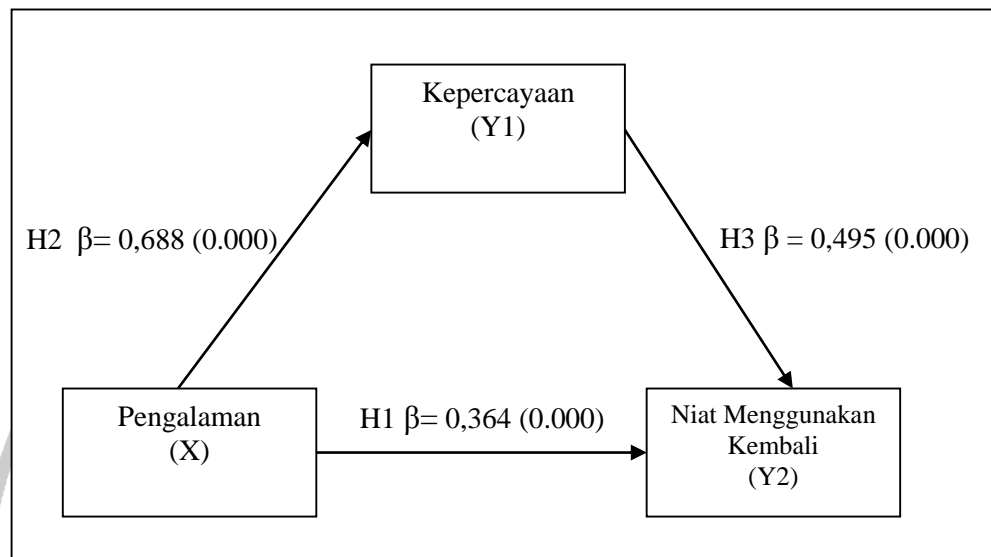 Kepercayaan
(Y1)
H2  β= 0,688 (0.000)
H3 β = 0,495 (0.000)
Pengalaman
(X)
H1 β= 0,364 (0.000)
Niat Menggunakan
Kembali
(Y2)